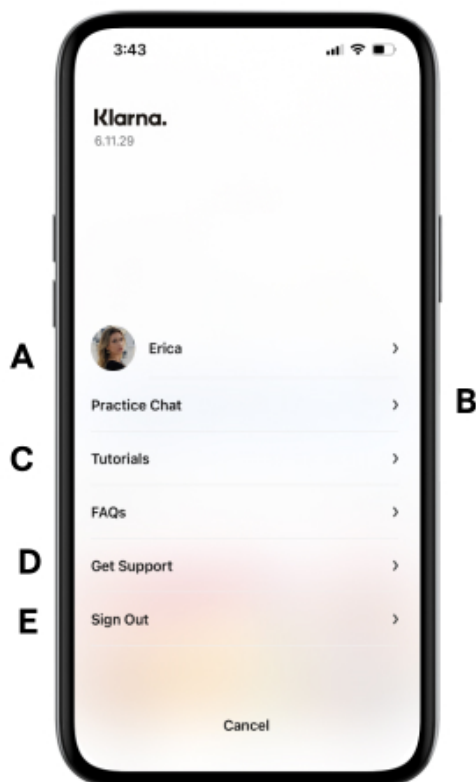 3:43
Klarna.
6.11.29
A
Erica
Practice Chat
B
C
Tutorials
FAQs
D
Get Support
E
Sign Out
Cancel